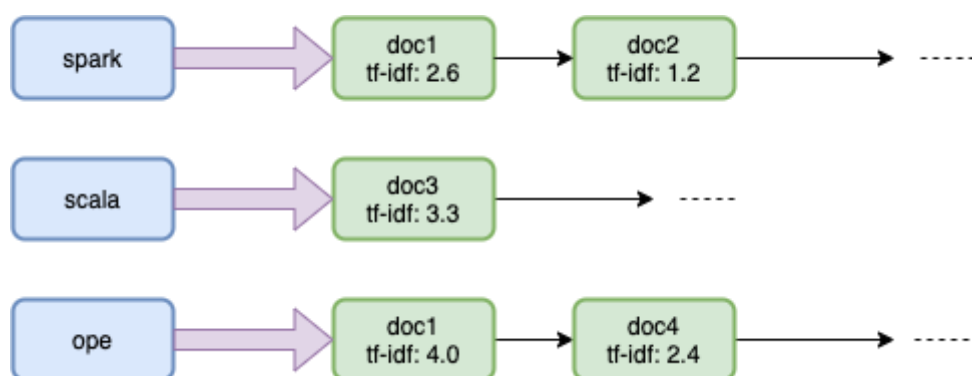 spark
doc1
tf-idf: 2.6
doc2
tf-idf: 1.2
scala
doc3
tf-idf: 3.3
ope
doc1
tf-idf: 4.0
doc4
tf-idf: 2.4